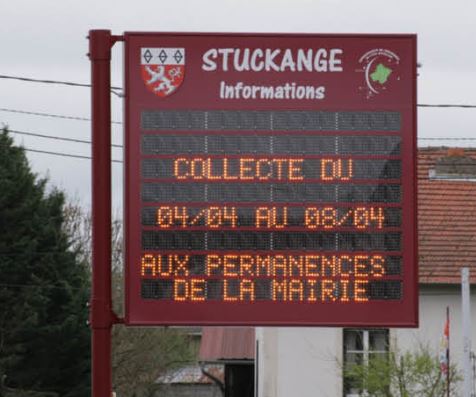 STUCKANGE
Informations
COLLECTE DU
04/04 AU 08/04
AUX PERMANENCES
DE LA MAIRIE